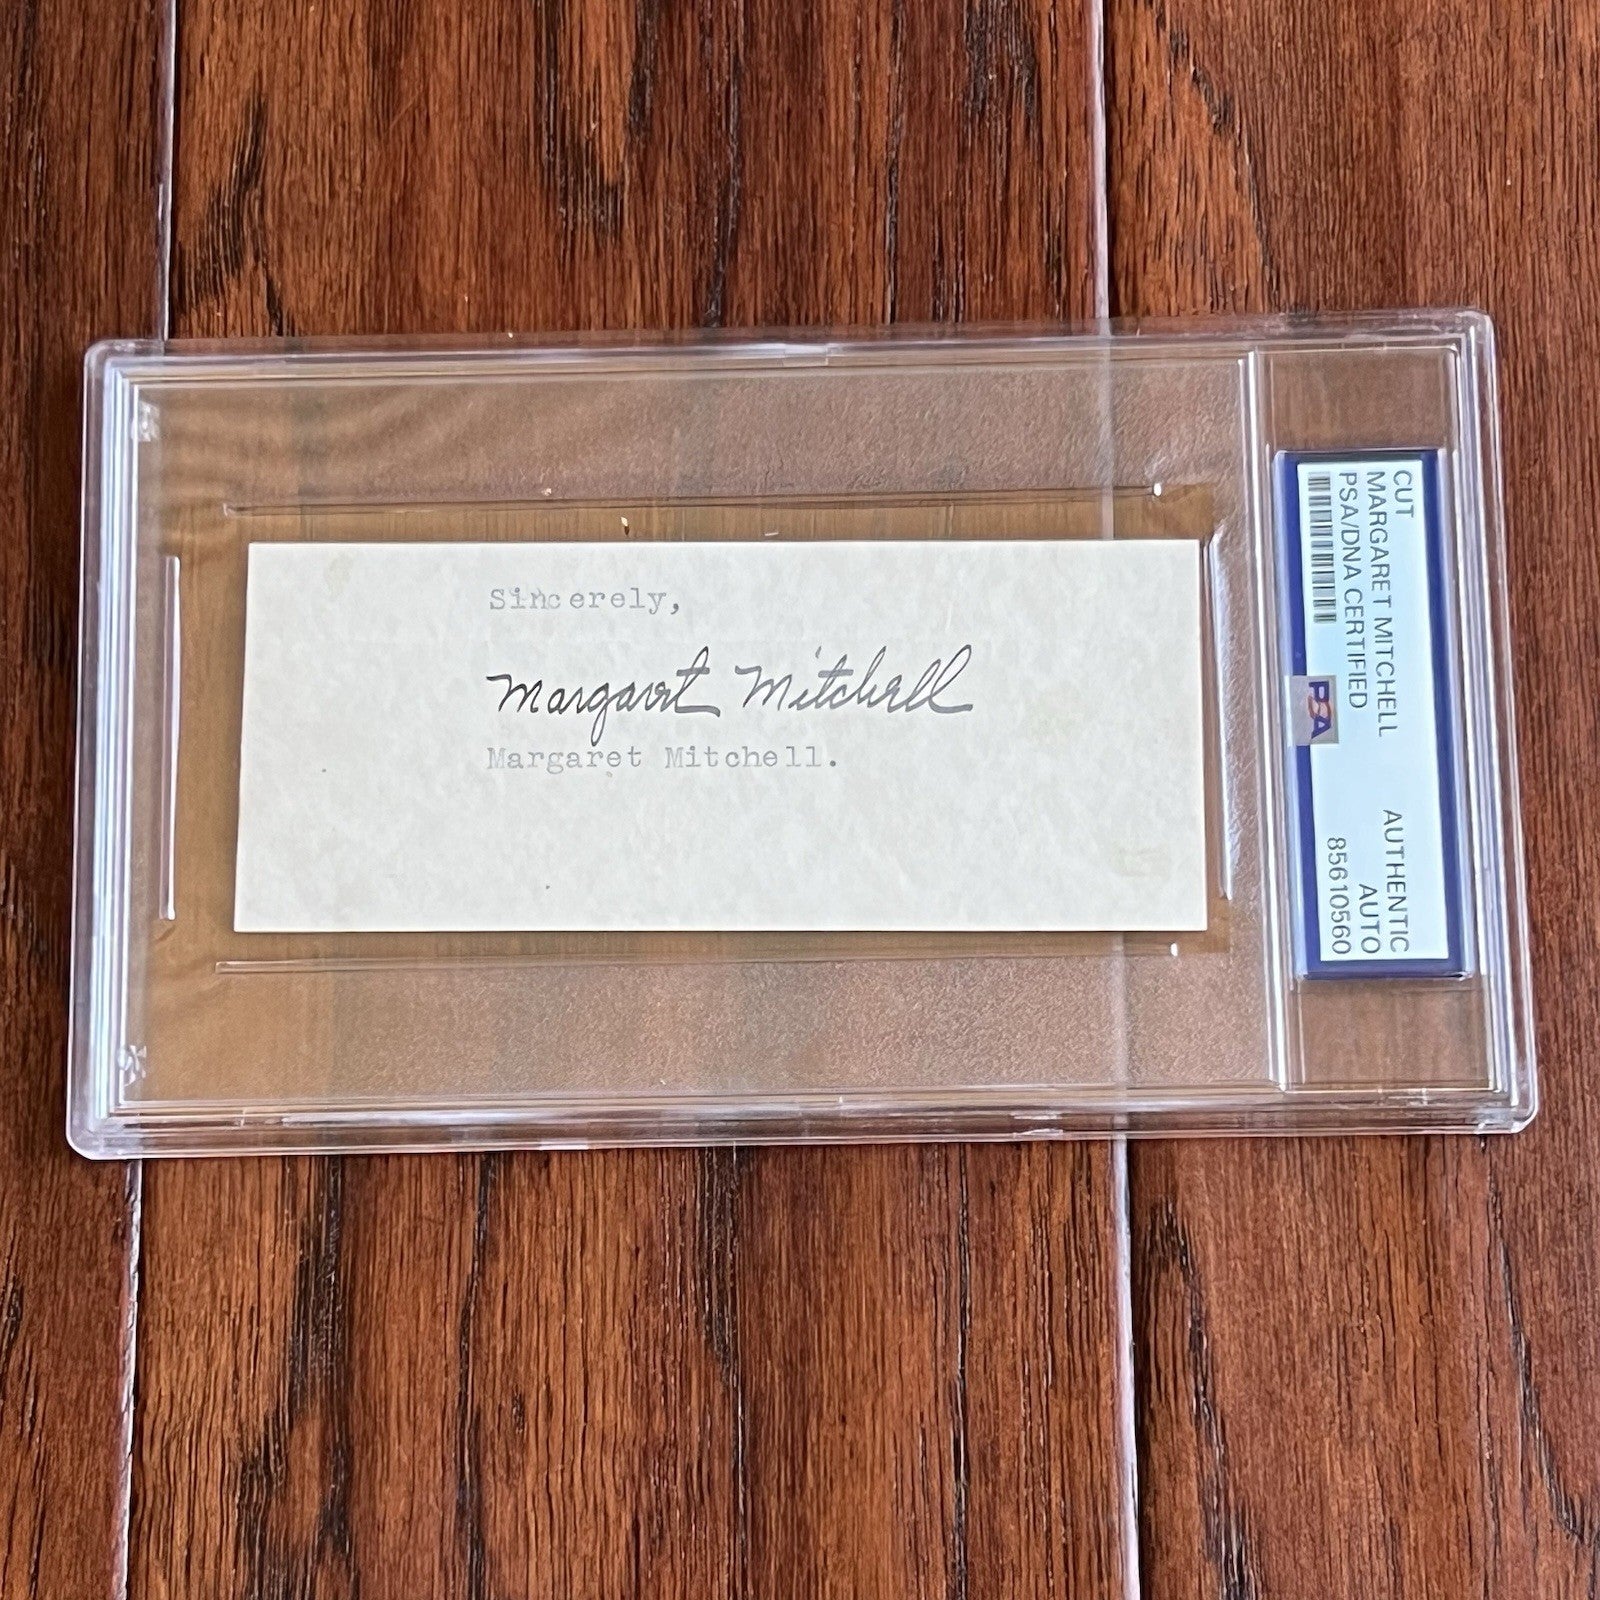 Sincerely,
Margaret Mitchell
Margaret Mitchell.
CUT
MARGARET MITCHELL AUTHENTIC
PSA/DNA CERTIFIED AUTO
85610560
PSA